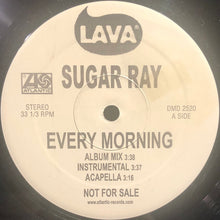 LAVA®
SUGAR RAY
ATLANTIC
STEREO
33 1/3 RPM
DMD 2520
A SIDE
EVERY MORNING
ALBUM MIX 3:38
INSTRUMENTAL 3:37
ACAPELLA 3:16
NOT FOR SALE
www.atlantic-records.com